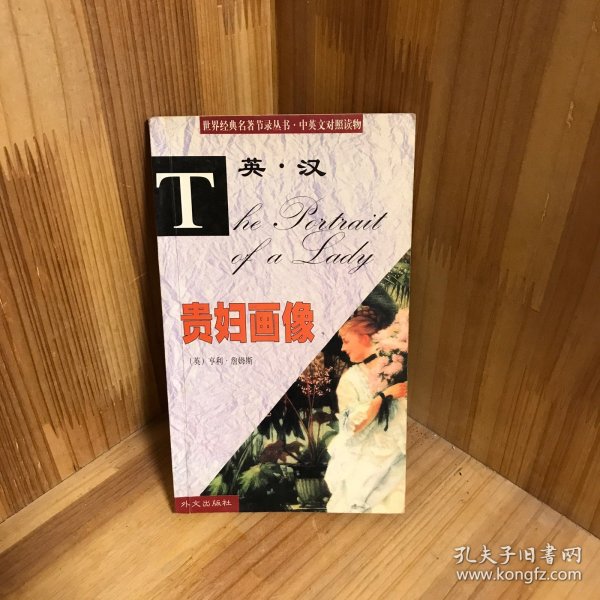 世界经典名著节录丛书·中英文对照读物
英·汉
The Portrait
of a Lady
贵妇画像
（英）亨利·詹姆斯
外文出版社
孔夫子旧书网
www.kongfz.com